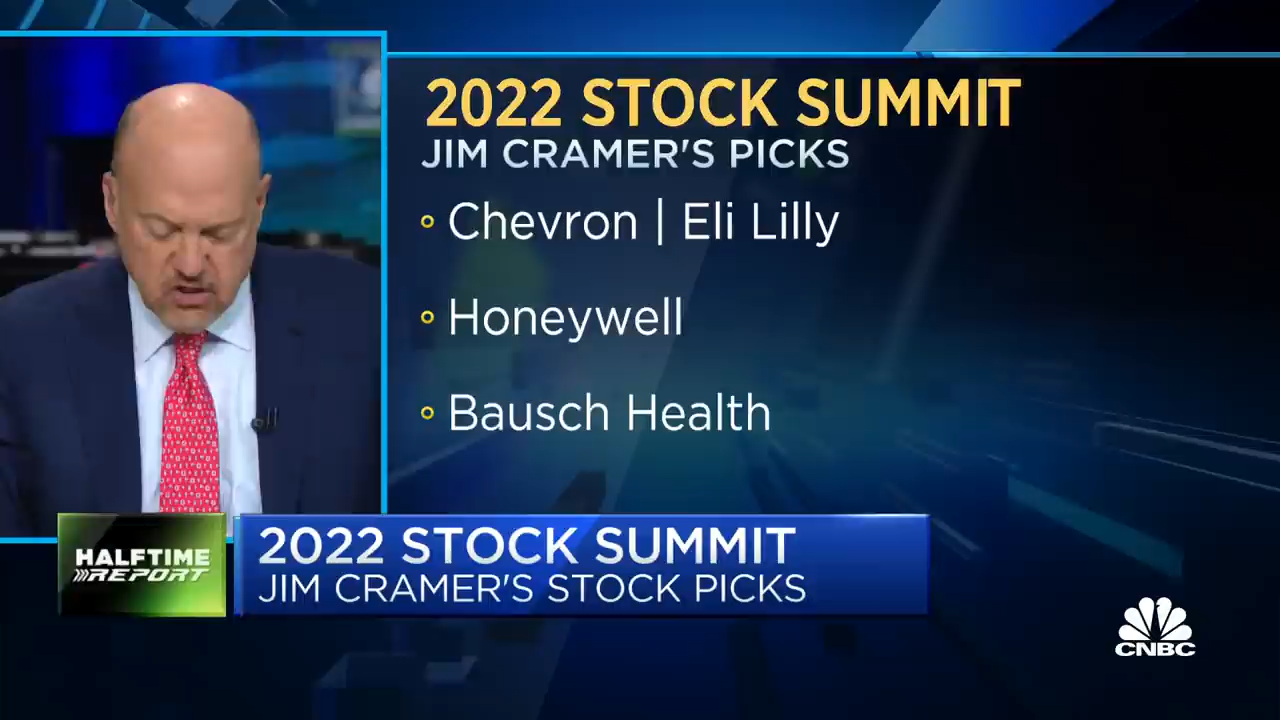 2022 STOCK SUMMIT
JIM CRAMER'S PICKS
Chevron | Eli Lilly
Honeywell
Bausch Health
HALFTIME
REPORT
2022 STOCK SUMMIT
JIM CRAMER'S STOCK PICKS
CNBC